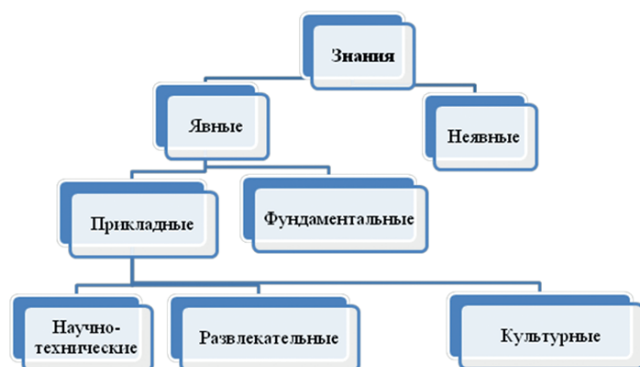 Знания
Явные
Неявные
Прикладные
Фундаментальные
Научно-
технические
Развлекательные
Культурные